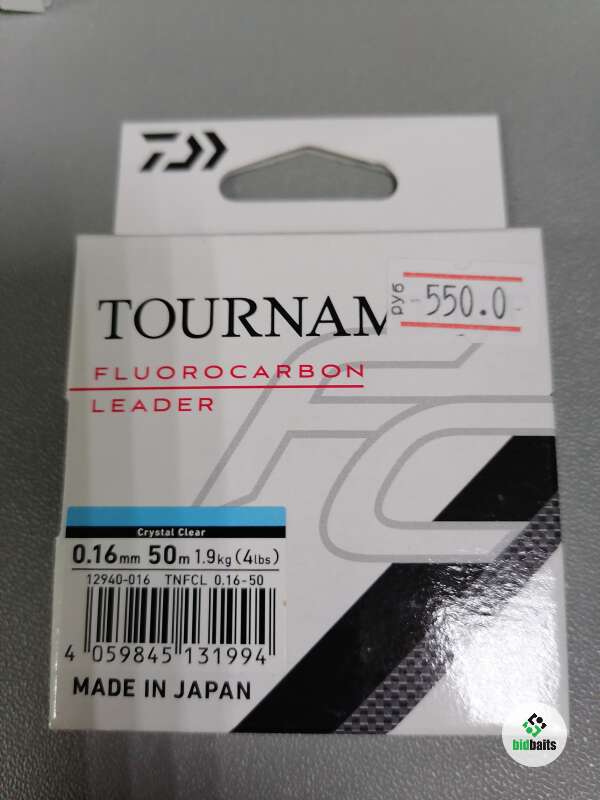 TOURNAM
руб
-550.0-
FLUOROCARBON
LEADER
FC
Crystal Clear
0.16mm 50m 1.9kg (4lbs)
12940-016 TNFCL 0.16-50
4 059845 131994
MADE IN JAPAN
bidbaits